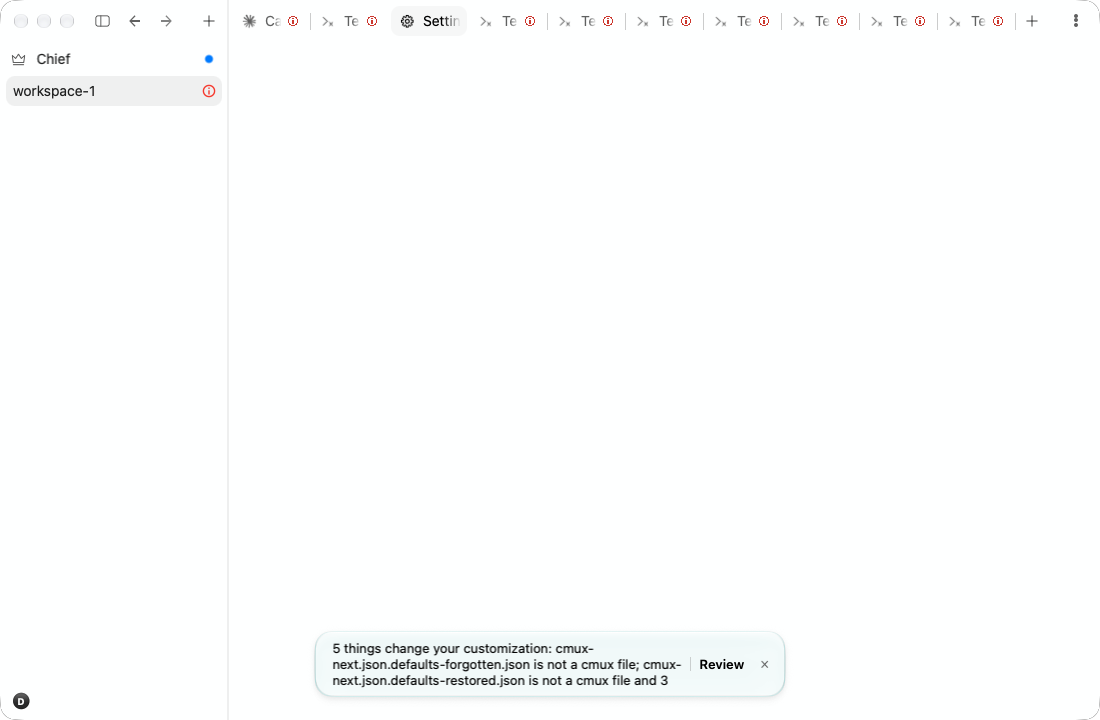 Ca
Te
Settin
Te
Te
Te
Te
Te
Te
Te
Chief
workspace-1
5 things change your customization: cmux-
next.json.defaults-forgotten.json is not a cmux file; cmux-
next.json.defaults-restored.json is not a cmux file and 3
Review
D